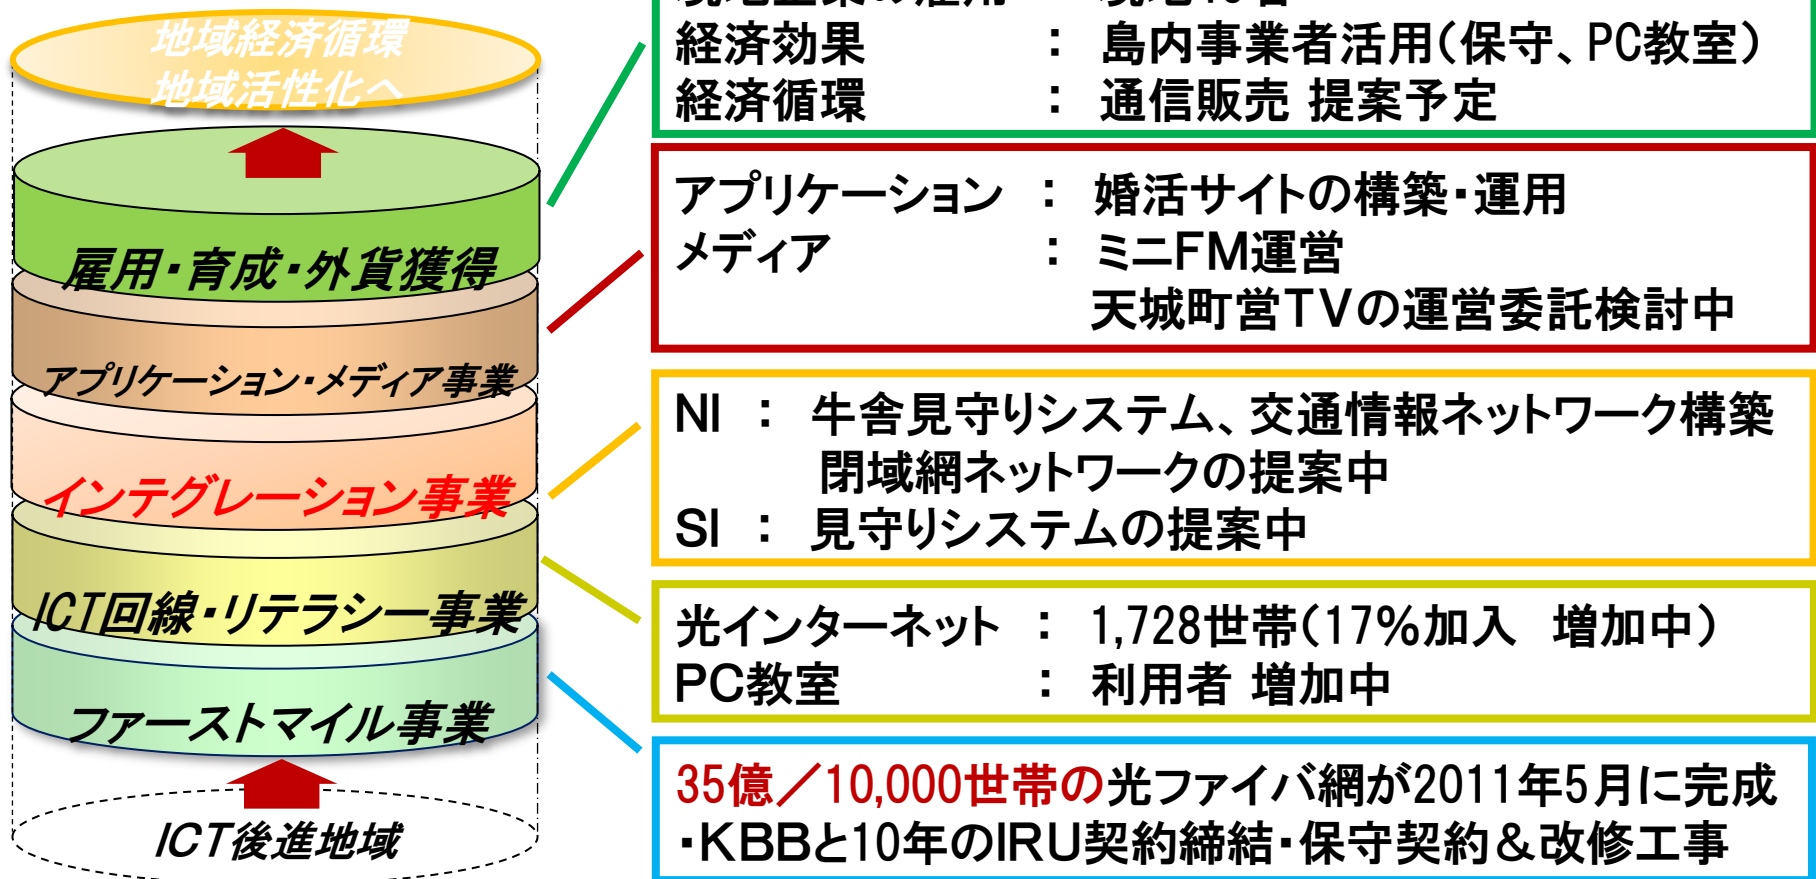 地域経済循環
地域活性化へ
雇用・育成・外貨獲得
アプリケーション・メディア事業
インテグレーション事業
ICT回線・リテラシー事業
ファーストマイル事業
ICT後進地域
経済効果 ： 島内事業者活用（保守、PC教室）
経済循環 ： 通信販売 提案予定
アプリケーション ： 婚活サイトの構築・運用
メディア ： ミニFM運営
天城町営TVの運営委託検討中
NI ： 牛舎見守りシステム、交通情報ネットワーク構築
閉域網ネットワークの提案中
SI ： 見守りシステムの提案中
光インターネット ： 1,728世帯（17%加入 増加中）
PC教室 ： 利用者 増加中
35億／10,000世帯の光ファイバ網が2011年5月に完成
・KBBと10年のIRU契約締結・保守契約＆改修工事